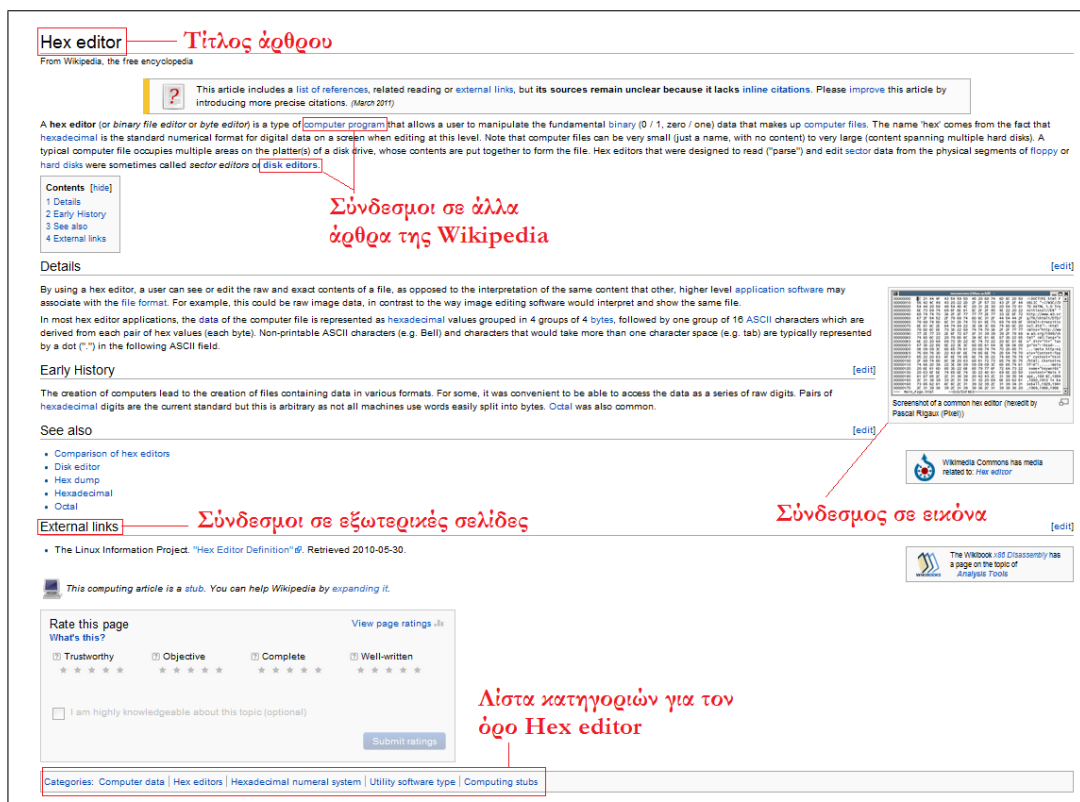 Hex editor
Τίτλος άρθρου
From Wikipedia, the free encyclopedia
This article includes a list of references, related reading or external links, but its sources remain unclear because it lacks inline citations. Please improve this article by
introducing more precise citations. (March 2011)
A hex editor (or binary file editor or byte editor) is a type of computer program that allows a user to manipulate the fundamental binary (0 / 1, zero / one) data that makes up computer files. The name 'hex' comes from the fact that
hexadecimal is the standard numerical format for digital data on a screen when editing at this level. Note that computer files can be very small (just a name, with no content) to very large (content spanning multiple hard disks). A
typical computer file occupies multiple areas on the platter(s) of a disk drive, whose contents are put together to form the file. Hex editors that were designed to read ("parse") and edit sector data from the physical segments of floppy or
hard disks were sometimes called sector editors or disk editors.
Contents [hide]
1 Details
2 Early History
3 See also
4 External links
Σύνδεσμοι σε άλλα
άρθρα της Wikipedia
Details
[edit]
By using a hex editor, a user can see or edit the raw and exact contents of a file, as opposed to the interpretation of the same content that other, higher level application software may
associate with the file format. For example, this could be raw image data, in contrast to the way image editing software would interpret and show the same file.
In most hex editor applications, the data of the computer file is represented as hexadecimal values grouped in 4 groups of 4 bytes, followed by one group of 16 ASCII characters which are
derived from each pair of hex values (each byte). Non-printable ASCII characters (e.g. Bell) and characters that would take more than one character space (e.g. tab) are typically represented
by a dot (".") in the following ASCII field.
Screenshot of a common hex editor (hexedit by
Pascal Rigaux (Pixel))
Early History
[edit]
The creation of computers lead to the creation of files containing data in various formats. For some, it was convenient to be able to access the data as a series of raw digits. Pairs of
hexadecimal digits are the current standard but this is arbitrary as not all machines use words easily split into bytes. Octal was also common.
See also
[edit]
• Comparison of hex editors
• Disk editor
• Hex dump
• Hexadecimal
• Octal
Wikimedia Commons has media
related to: Hex editor
Σύνδεσμος σε εικόνα
External links
Σύνδεσμοι σε εξωτερικές σελίδες
[edit]
• The Linux Information Project. "Hex Editor Definition". Retrieved 2010-05-30.
WIKIBOOKS
The Wikibook x86 Disassembly has
a page on the topic of
Analysis Tools
This computing article is a stub. You can help Wikipedia by expanding it.
Rate this page
View page ratings
What's this?
? Trustworthy
? Objective
? Complete
? Well-written
I am highly knowledgeable about this topic (optional)
Submit ratings
Λίστα κατηγοριών για τον
όρο Hex editor
Categories: Computer data | Hex editors | Hexadecimal numeral system | Utility software type | Computing stubs